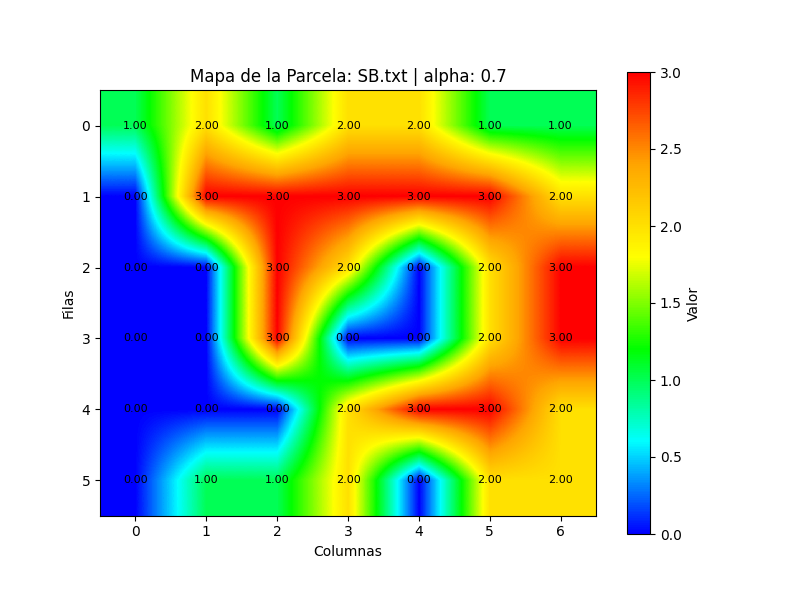 Mapa de la Parcela: SB.txt | alpha: 0.7
3.0
0 1.00 2.00 1.00 2.00 2.00 1.00 1.00
2.5
1 0.00 3.00 3.00 3.00 3.00 3.00 2.00
2.0
2 0.00 0.00 3.00 2.00 0.00 2.00 3.00
Filas
1.5
Valor
3 0.00 0.00 3.00 0.00 0.00 2.00 3.00
1.0
4 0.00 0.00 0.00 2.00 3.00 3.00 2.00
0.5
5 0.00 1.00 1.00 2.00 0.00 2.00 2.00
0.0
0 1 2 3 4 5 6
Columnas